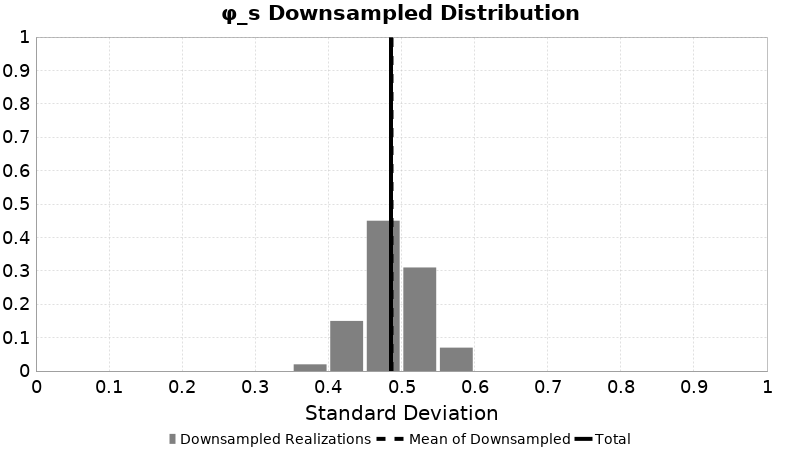 φ_s Downsampled Distribution
1
0.9
0.8
0.7
0.6
0.5
0.4
0.3
0.2
0.1
0
0 0.1 0.2 0.3 0.4 0.5 0.6 0.7 0.8 0.9 1
Standard Deviation
Downsampled Realizations Mean of Downsampled Total